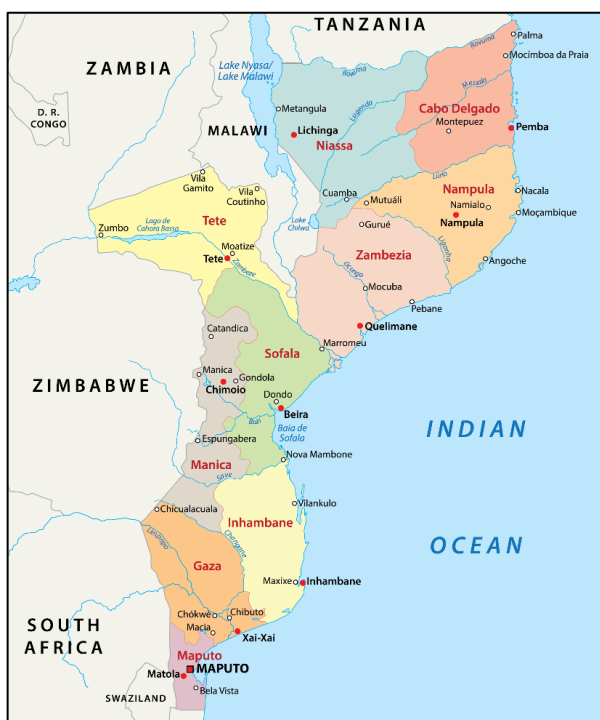 TANZANIA
Palma
Rovuma
Mocímboa da Praia
ZAMBIA
Lake Nyasa/
Lake Malawi
Messalo
Lugenda
Cabo Delgado
Metangula
D. R.
CONGO
MALAWI
Lichinga
Montepuez
Pemba
Niassa
Vila
Gamito
Vila
Coutinho
Lúrio
Nampula
Cuamba
Mutuáli
Nacala
Namialo
Moçambique
Tete
Lago de
Cahora Bassa
Zumbo
Lake
Chilwa
Gurué
Nampula
Moatize
Tete
Zambeze
Zambezia
Licungo
Angoche
Mocuba
Pebane
Quelimane
Catandica
Sofala
Marromeu
Manica
Gondola
Chimoio
ZIMBABWE
Dondo
Beira
Buzi
Baia de
Sofala
INDIAN
Espungabera
Manica
Nova Mambone
Save
Chicualacuala
Vilankulo
Inhambane
Changane
Limpopo
OCEAN
Gaza
Maxixe
Inhambane
Chókwè
Chibuto
SOUTH
AFRICA
Macia
Xai-Xai
Maputo
MAPUTO
Matola
SWAZILAND
Bela Vista